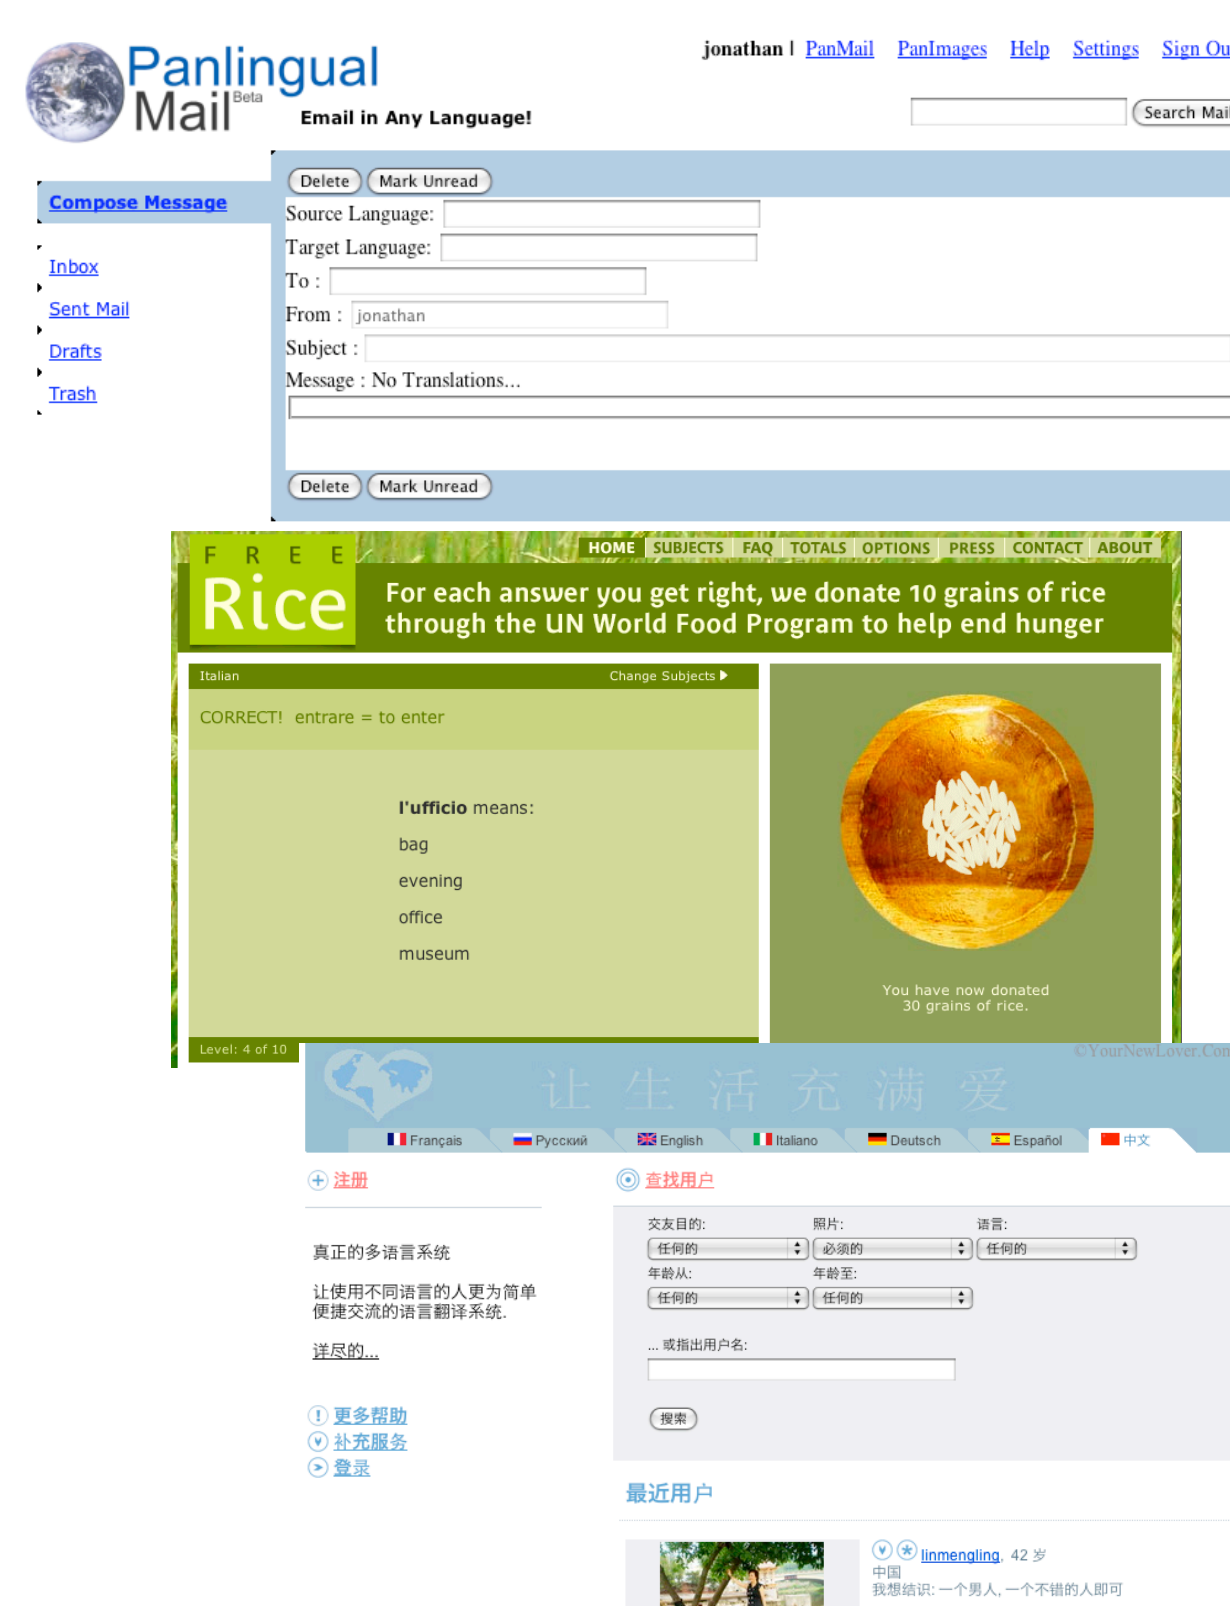 Panlingual
Mail Beta
Email in Any Language!
jonathan | PanMail PanImages Help Settings Sign Ou
Search Mail
Compose Message
Inbox
Sent Mail
Drafts
Trash
Delete Mark Unread
Source Language:
Target Language:
To :
From : jonathan
Subject :
Message : No Translations...
Delete Mark Unread
FREE
Rice
HOME SUBJECTS FAQ TOTALS OPTIONS PRESS CONTACT ABOUT
For each answer you get right, we donate 10 grains of rice
through the UN World Food Program to help end hunger
Italian Change Subjects
CORRECT! entrare = to enter
l'ufficio means:
bag
evening
office
museum
Level: 4 of 10
You have now donated
30 grains of rice.
©YourNewLover.Com
让生活充满爱
Français Русский English Italiano Deutsch Español 中文
注册
真正的多语言系统
让使用不同语言的人更为简单
便捷交流的语言翻译系统.
详尽的...
更多帮助
补充服务
登录
查找用户
交友目的: 照片: 语言:
任何的 必须的 任何的
年龄从: 年龄至:
任何的 任何的
... 或指出用户名:
搜索
最近用户
linmengling, 42 岁
中国
我想结识: 一个男人, 一个不错的人即可